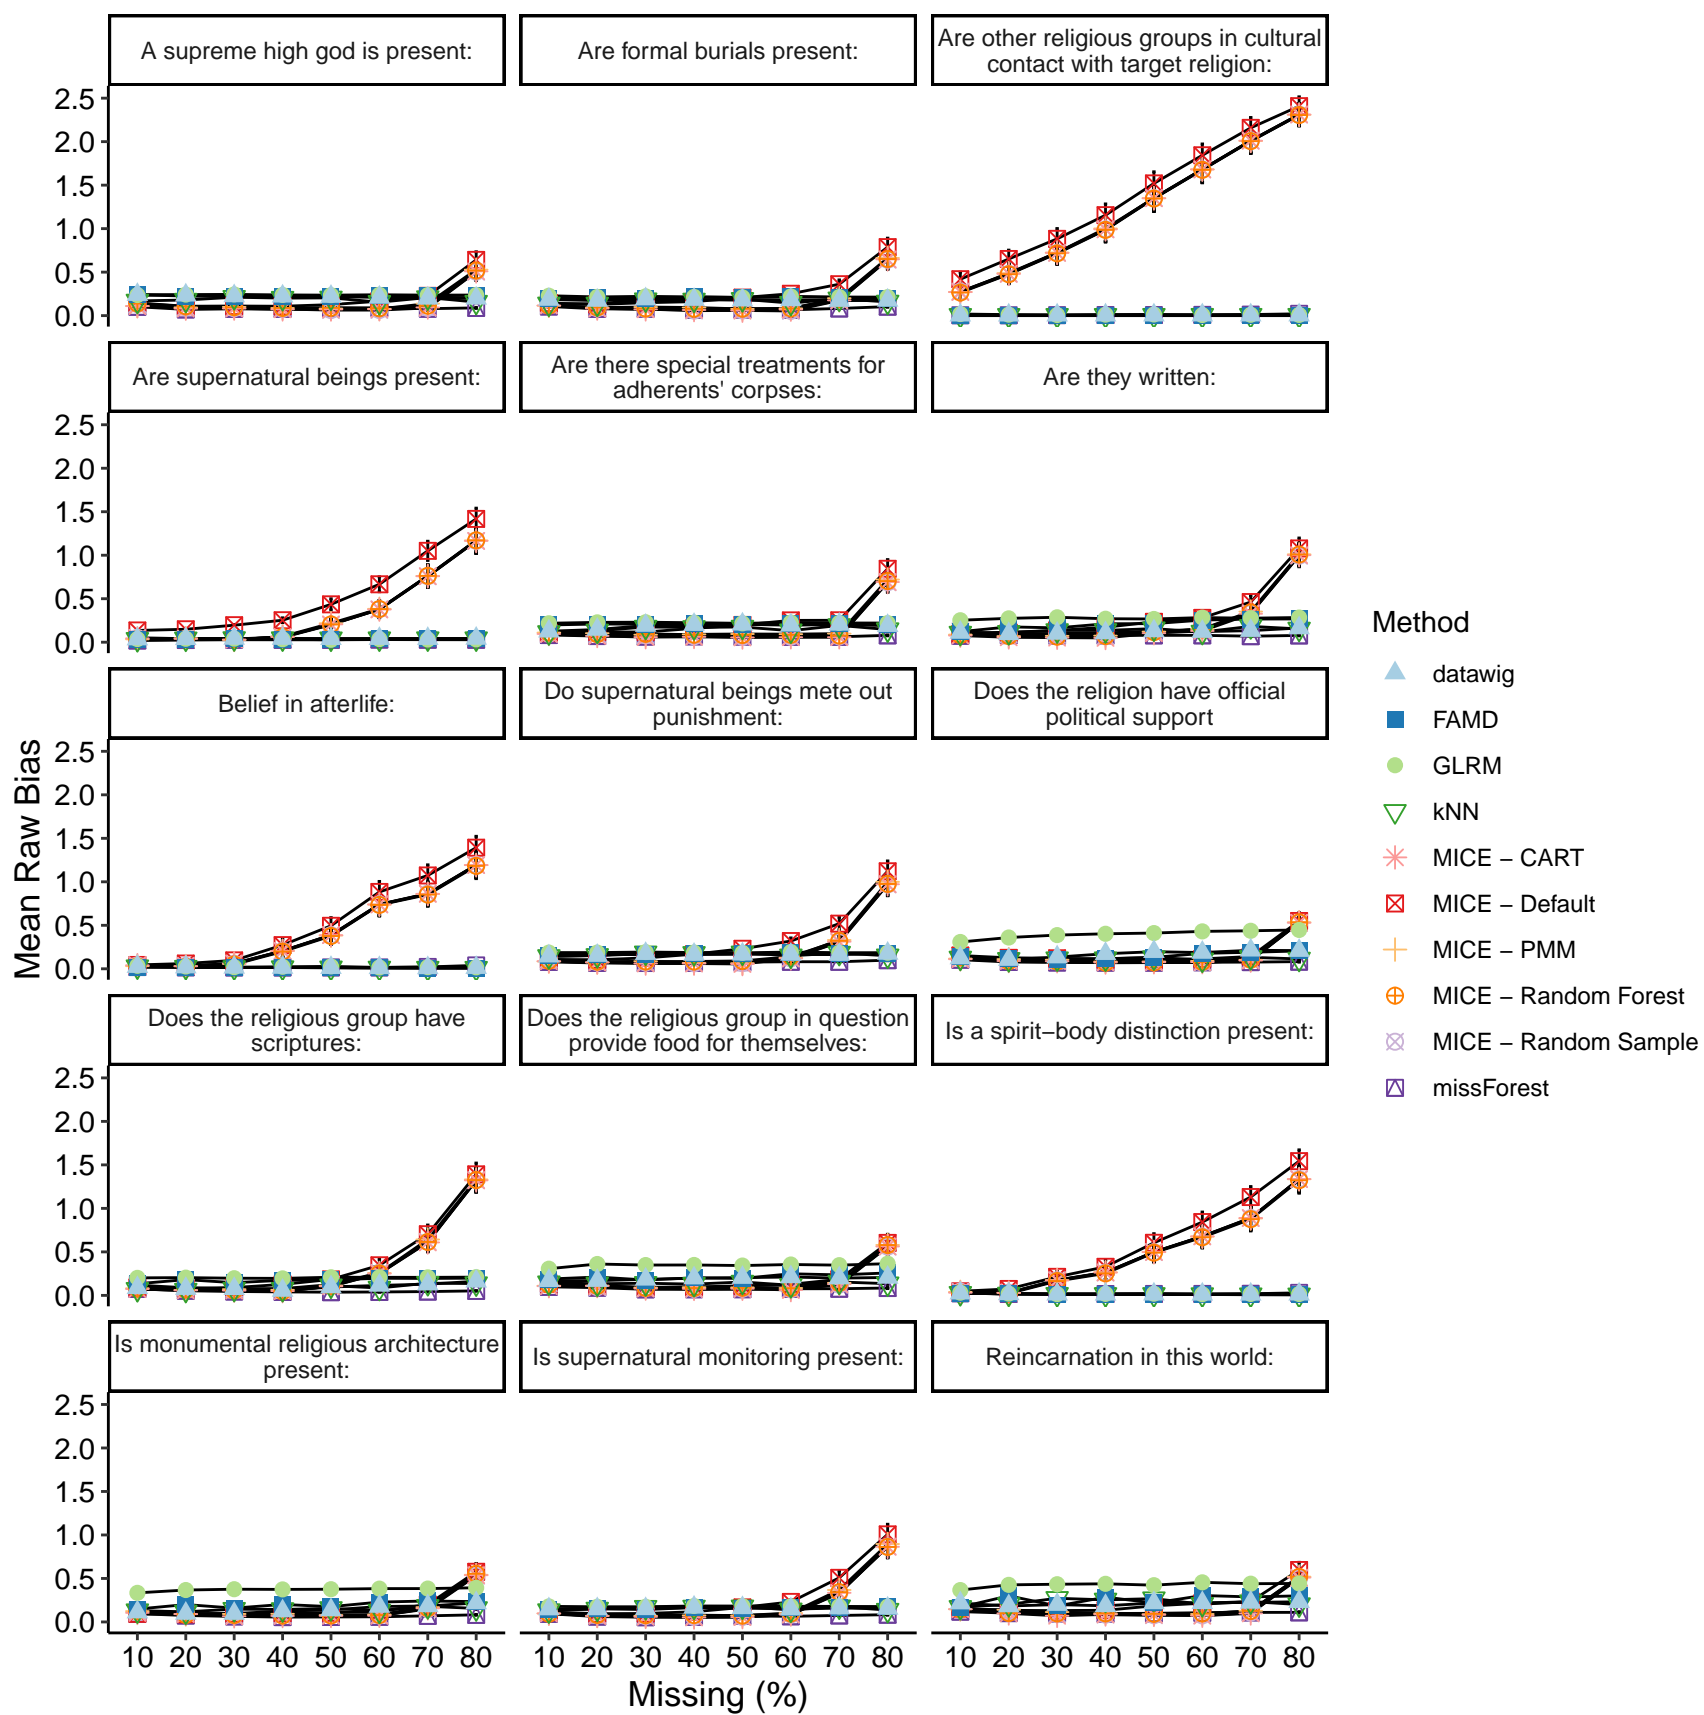 A supreme high god is present:
Are formal burials present:
Are other religious groups in cultural
contact with target religion:
2.5
2.0
1.5
1.0
0.5
0.0
Are supernatural beings present:
Are there special treatments for
adherents' corpses:
Are they written:
2.5
2.0
1.5
1.0
0.5
0.0
Belief in afterlife:
Do supernatural beings mete out
punishment:
Does the religion have official
political support
2.5
2.0
1.5
1.0
0.5
0.0
Does the religious group have
scriptures:
Does the religious group in question
provide food for themselves:
Is a spirit−body distinction present:
2.5
2.0
1.5
1.0
0.5
0.0
Is monumental religious architecture
present:
Is supernatural monitoring present:
Reincarnation in this world:
2.5
2.0
1.5
1.0
0.5
0.0
10 20 30 40 50 60 70 80
10 20 30 40 50 60 70 80
10 20 30 40 50 60 70 80
Missing (%)
Mean Raw Bias
Method
datawig
FAMD
GLRM
kNN
MICE − CART
MICE − Default
MICE − PMM
MICE − Random Forest
MICE − Random Sample
missForest